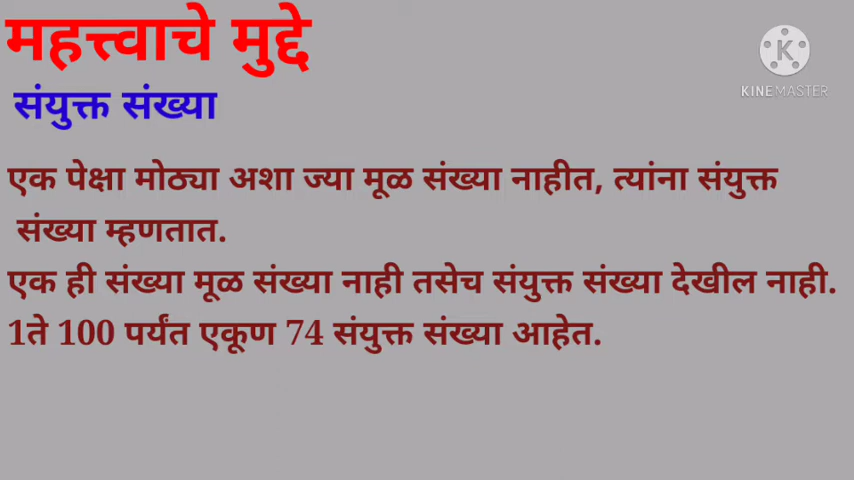 महत्त्वाचे मुद्दे
संयुक्त संख्या
एक पेक्षा मोठ्या अशा ज्या मूळ संख्या नाहीत, त्यांना संयुक्त
संख्या म्हणतात.
एक ही संख्या मूळ संख्या नाही तसेच संयुक्त संख्या देखील नाही.
1ते 100 पर्यंत एकूण 74 संयुक्त संख्या आहेत.
K
KINEMASTER